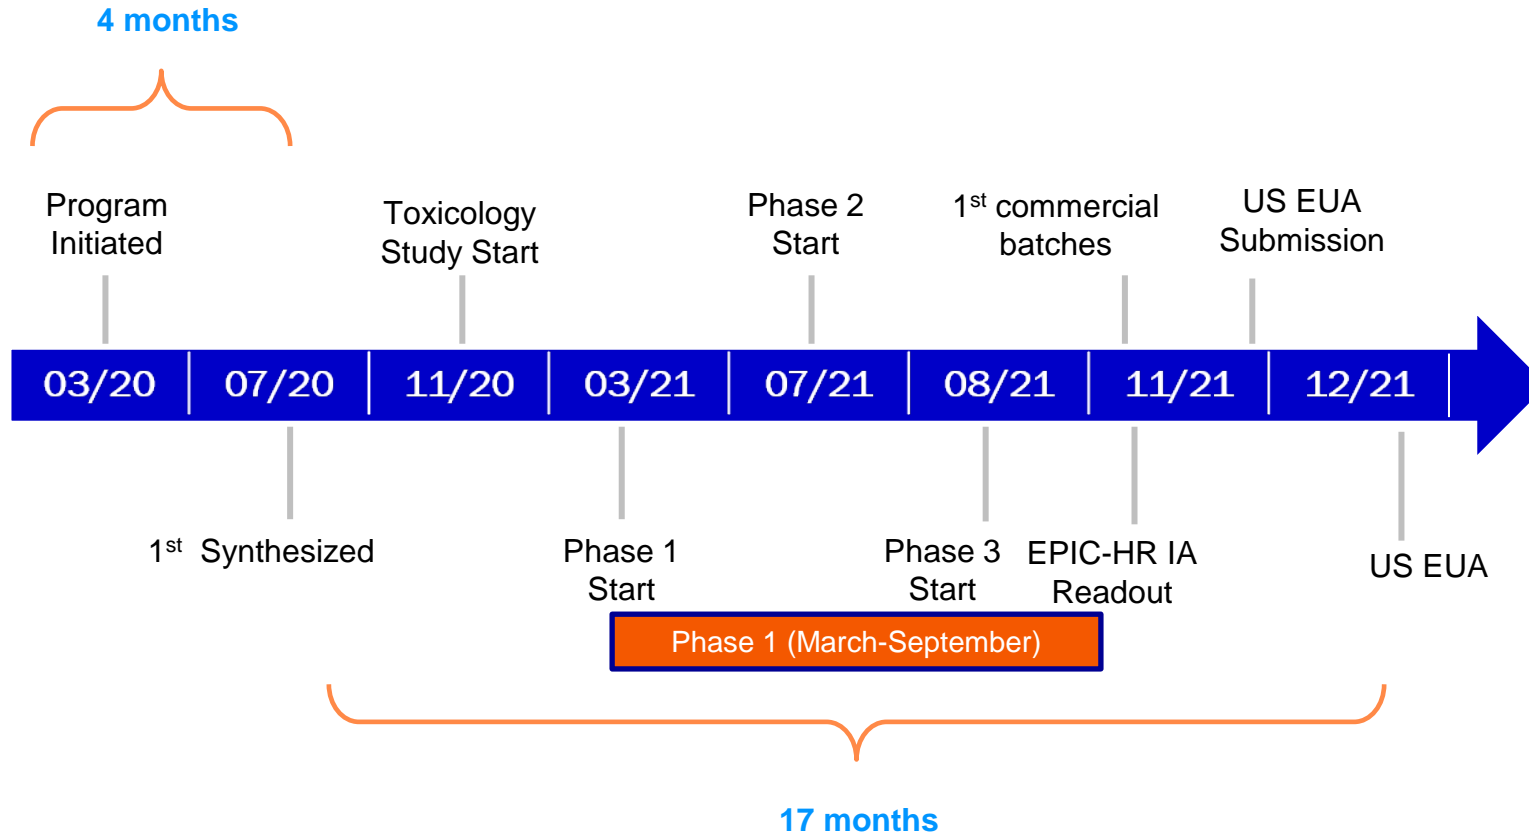 4 months
Program
Initiated
Toxicology
Study Start
Phase 2
Start
1st commercial
batches
US EUA
Submission
03/20
07/20
11/20
03/21
07/21
08/21
11/21
12/21
1st Synthesized
Phase 1
Start
Phase 3
Start
EPIC-HR IA
Readout
US EUA
Phase 1 (March-September)
17 months